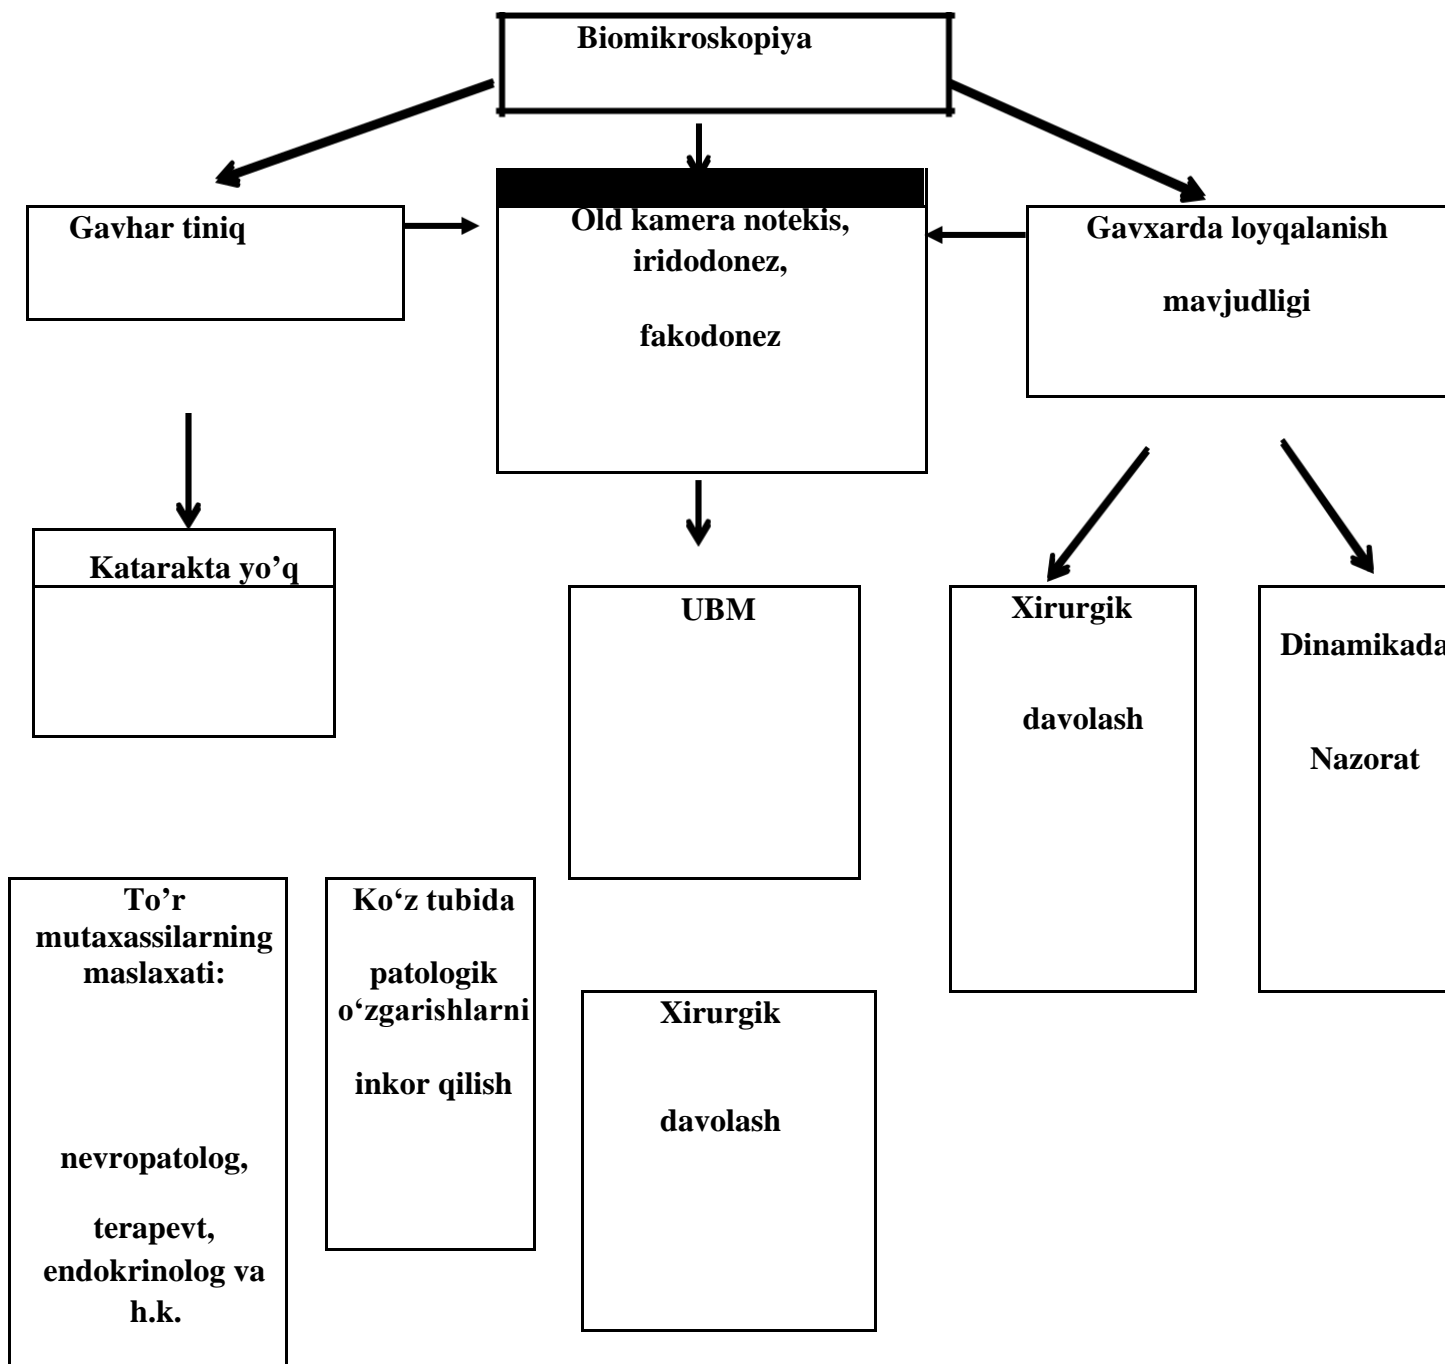 Biomikroskopiya
Gavhar tiniq
Old kamera notekis,
iridodonez,
fakodonez
Gavxarda loyqalanish
mavjudligi
Katarakta yo’q
UBM
Xirurgik
davolash
Dinamikada
Nazorat
To’r
mutaxassilarning
maslaxati:
nevropatolog,
terapevt,
endokrinolog va
h.k.
Ko‘z tubida
patologik
o‘zgarishlarni
inkor qilish
Xirurgik
davolash